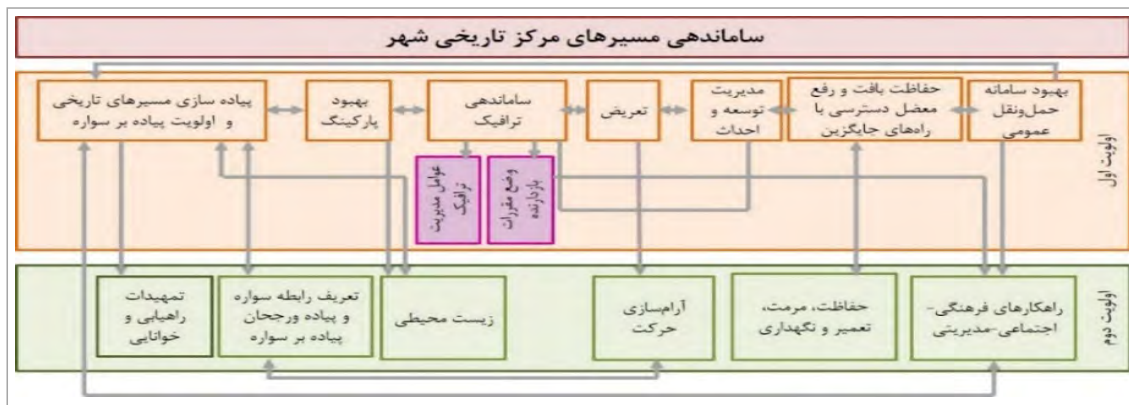 ساماندهی مسیرهای مرکز تاریخی شهر
اولویت اول
بهبود سامانه
حمل‌ونقل
عمومی
حفاظت بافت و رفع
معضل دسترسی با
راه‌های جایگزین
مدیریت
توسعه و
احداث
تعریض
ساماندهی
ترافیک
بهبود
پارکینگ
پیاده سازی مسیرهای تاریخی
و اولویت پیاده بر سواره
وضع مقررات
بازدارنده
عوامل مدیریت
ترافیک
اولویت دوم
راهکارهای فرهنگی-
اجتماعی-مدیریتی
حفاظت، مرمت،
تعمیر و نگهداری
آرام‌سازی
حرکت
زیست محیطی
تعریف رابطه سواره
و پیاده ورجحان
پیاده بر سواره
تمهیدات
راهیابی و
خوانایی